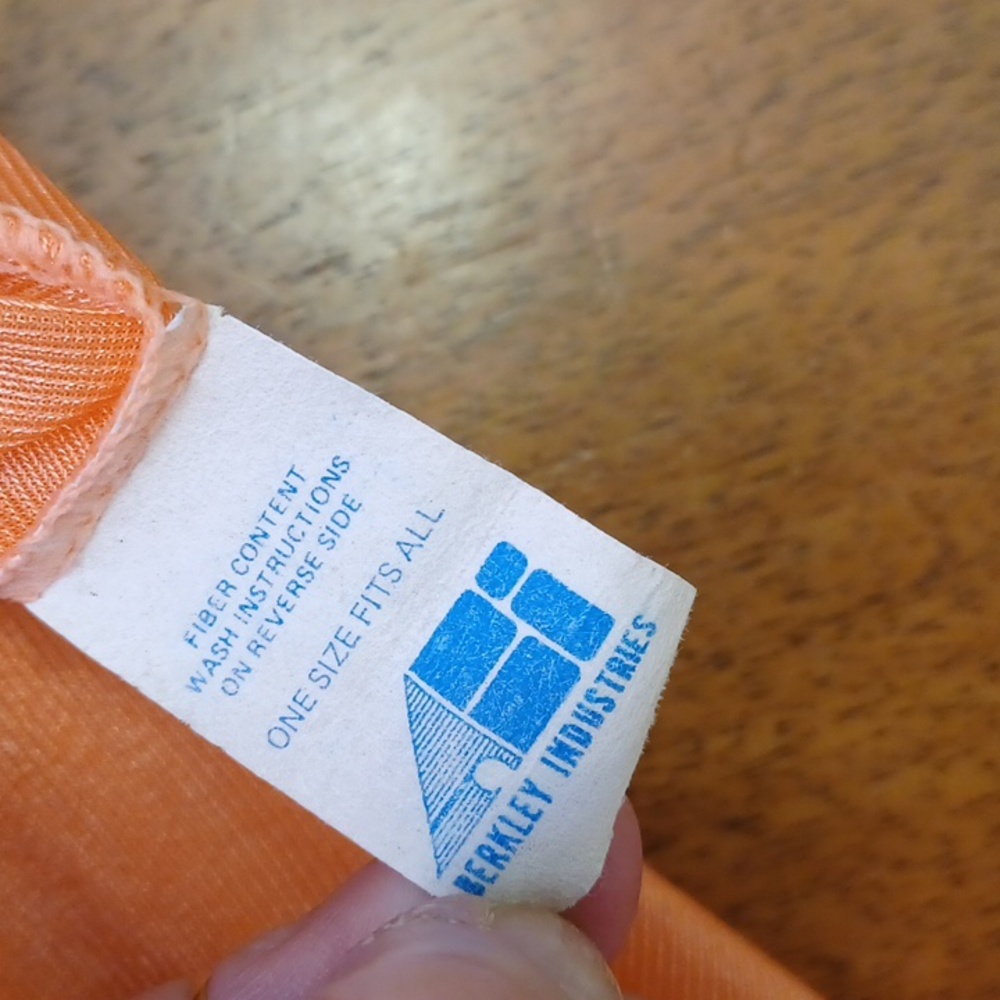 FIBER CONTENT
WASH INSTRUCTIONS
ON REVERSE SIDE
ONE SIZE FITS ALL
BERKLEY INDUSTRIES